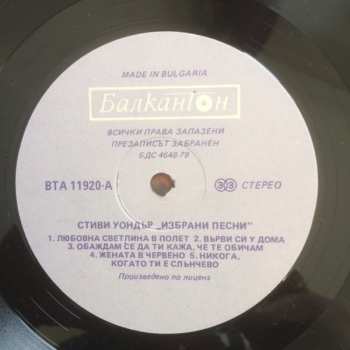 MADE IN BULGARIA
Балкантон
ВСИЧКИ ПРАВА ЗАПАЗЕНИ
ПРЕЗАПИСЪТ ЗАБРАНЕН
БДС 4648-79
ВТА 11920-А 33 СТЕРЕО
СТИВИ УОНДЪР „ИЗБРАНИ ПЕСНИ"
1. ЛЮБОВНА СВЕТЛИНА В ПОЛЕТ 2. ВЪРВИ СИ У ДОМА
3. ОБАЖДАМ СЕ ДА ТИ КАЖА, ЧЕ ТЕ ОБИЧАМ
4. ЖЕНАТА В ЧЕРВЕНО 5. НИКОГА,
КОГАТО ТИ Е СЛЪНЧЕВО
Произведено по лиценз